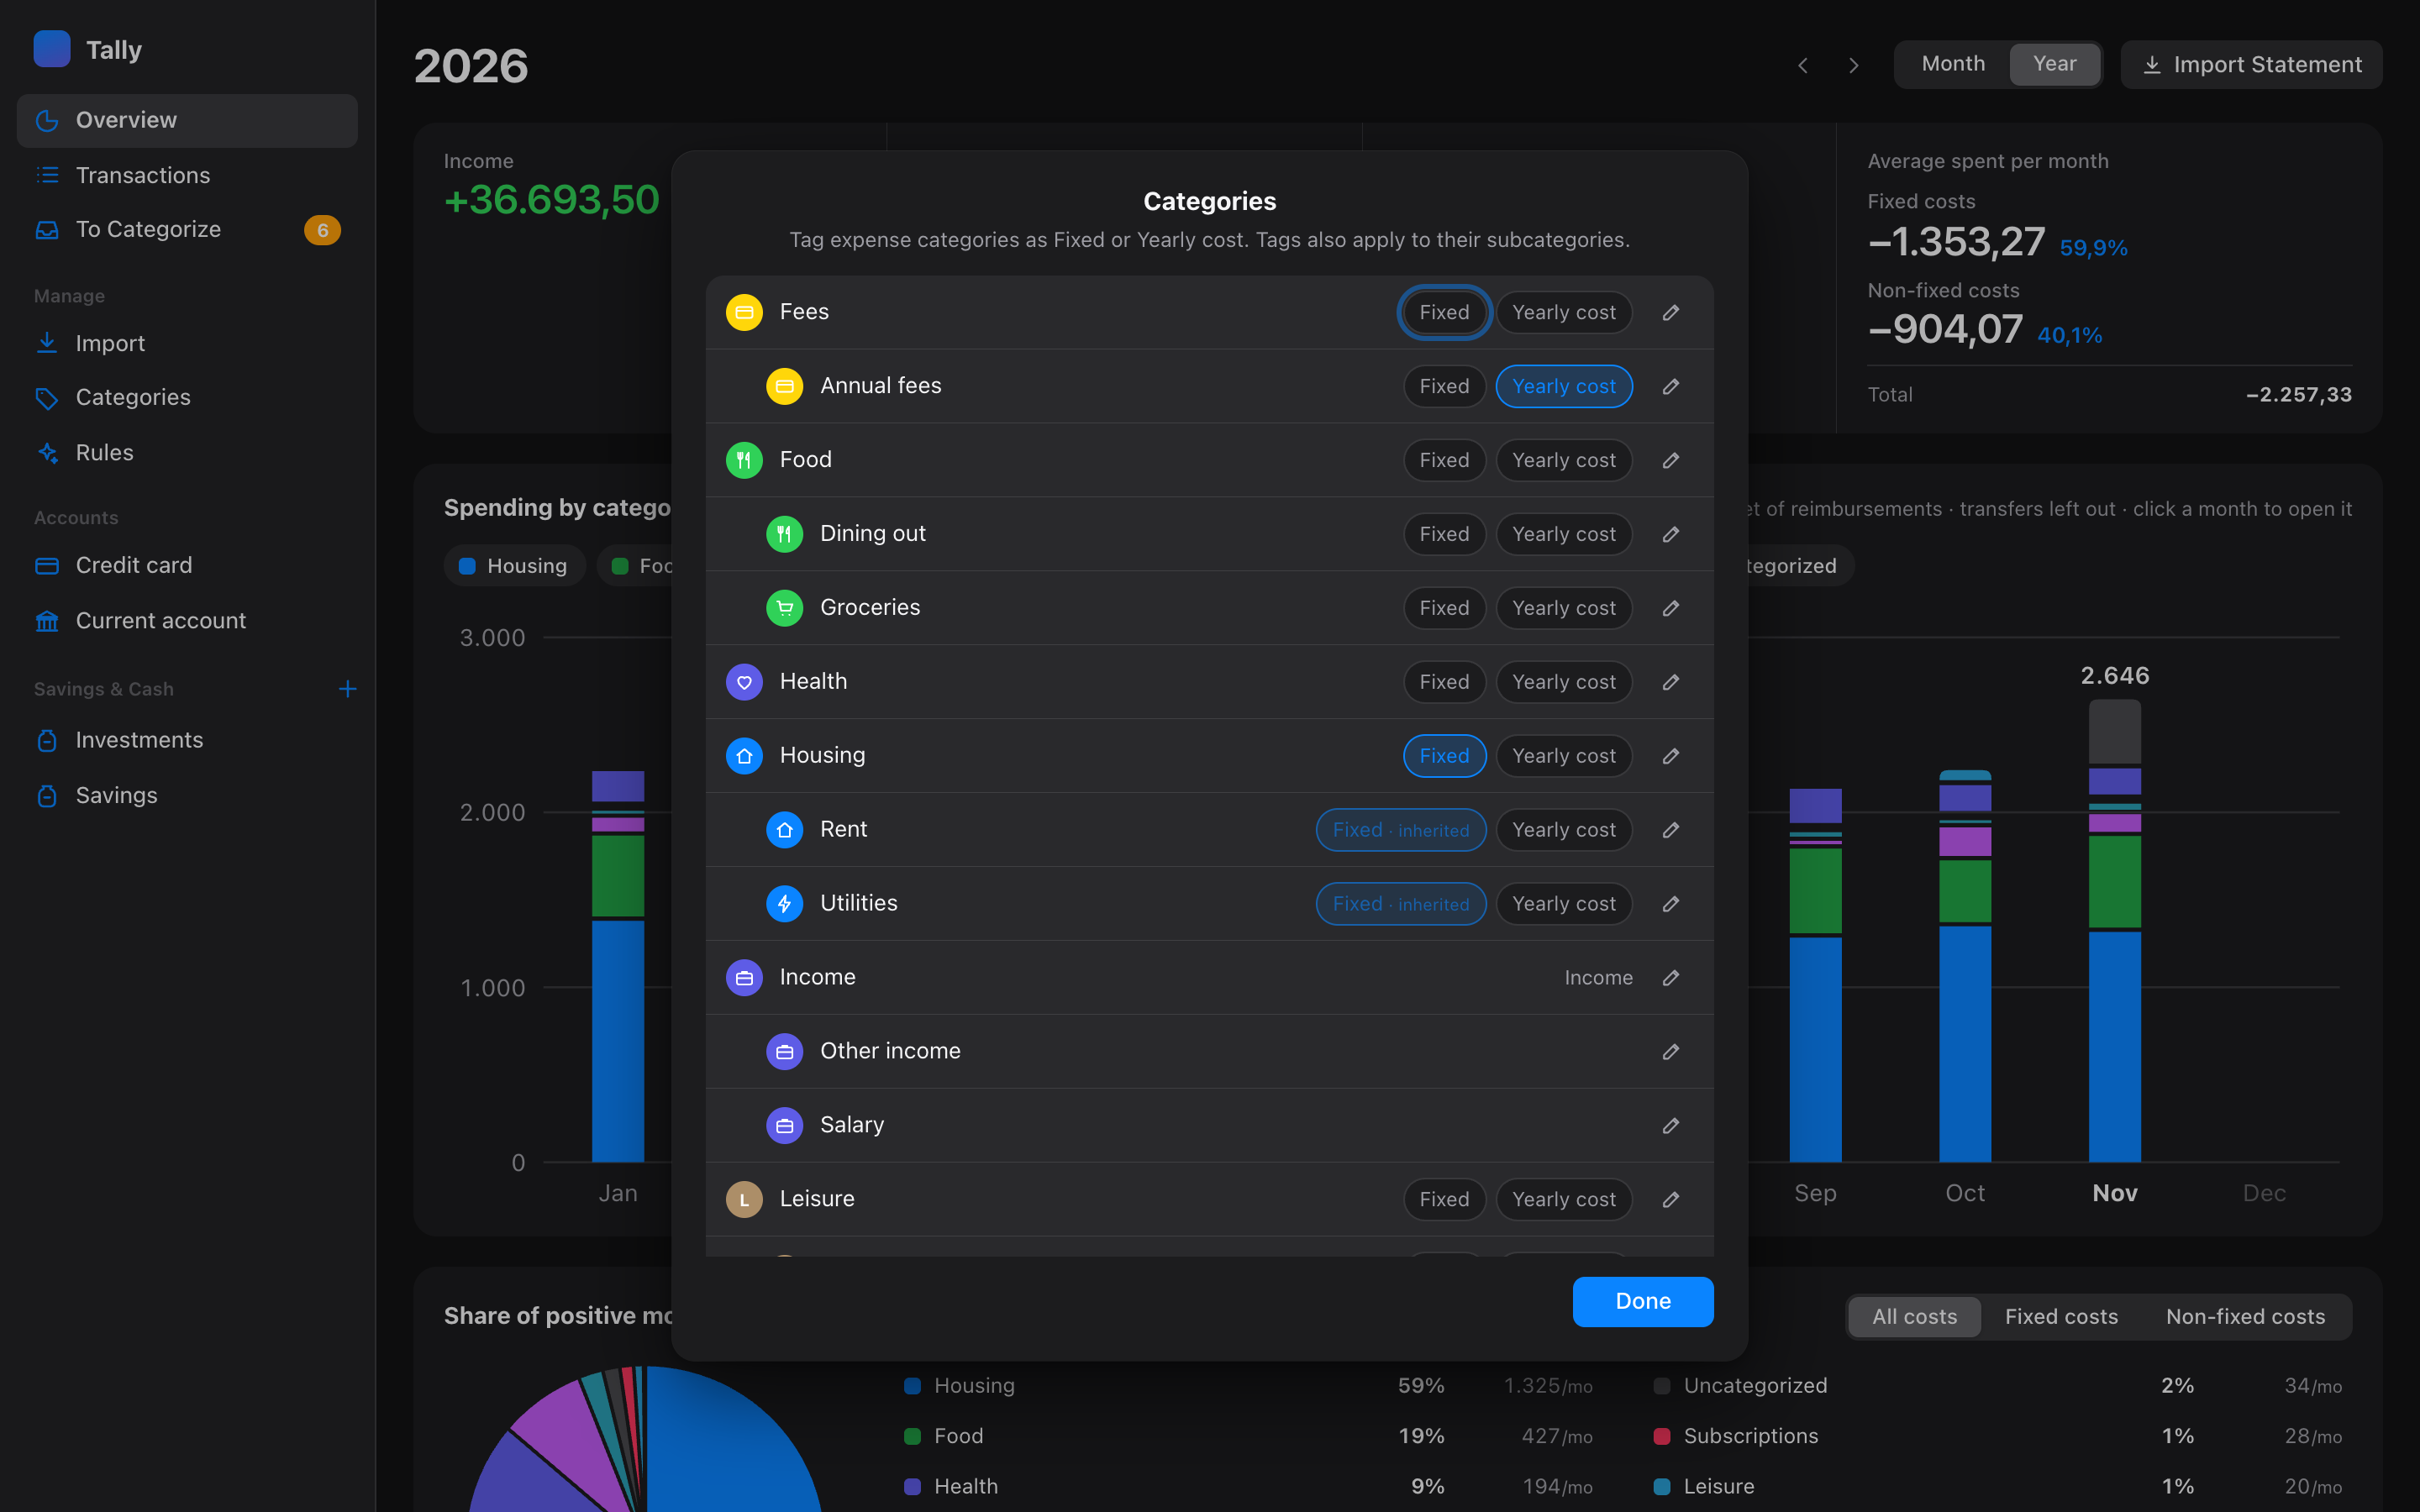 Tally
Overview
Transactions
To Categorize 6
Manage
Import
Categories
Rules
Accounts
Credit card
Current account
Savings & Cash
Investments
Savings
2026
Month Year Import Statement
Income
+36.693,50
Average spent per month
Fixed costs
−1.353,27 59,9%
Non-fixed costs
−904,07 40,1%
Total −2.257,33
Categories
Tag expense categories as Fixed or Yearly cost. Tags also apply to their subcategories.
Fees Fixed Yearly cost
Annual fees Fixed Yearly cost
Food Fixed Yearly cost
Dining out Fixed Yearly cost
Groceries Fixed Yearly cost
Health Fixed Yearly cost
Housing Fixed Yearly cost
Rent Fixed · inherited Yearly cost
Utilities Fixed · inherited Yearly cost
Income Income
Other income
Salary
L Leisure Fixed Yearly cost
Done
Spending by
of reimbursements · transfers left out · click a month to open it
Housing
3.000
2.000
1.000
0
2.646
Jan Sep Oct Nov Dec
Share of positive
All costs Fixed costs Non-fixed costs
Housing 59% 1.325/mo Uncategorized 2% 34/mo
Food 19% 427/mo Subscriptions 1% 28/mo
Health 9% 194/mo Leisure 1% 20/mo